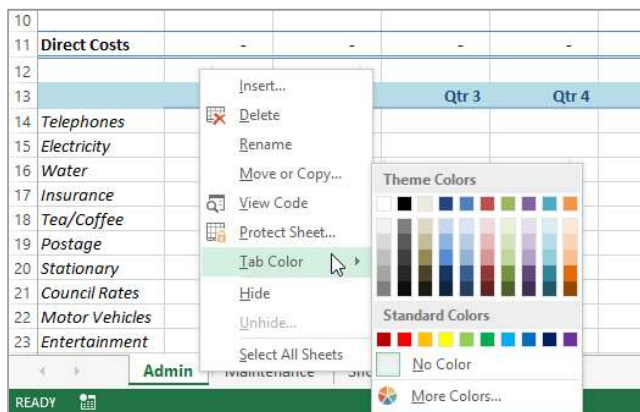 10
11 Direct Costs - - - -
12
13 Qtr 3 Qtr 4
14 Telephones
15 Electricity
16 Water
17 Insurance
18 Tea/Coffee
19 Postage
20 Stationary
21 Council Rates
22 Motor Vehicles
23 Entertainment
Insert...
Delete
Rename
Move or Copy...
View Code
Protect Sheet...
Tab Color
Hide
Unhide...
Select All Sheets
Theme Colors
Standard Colors
No Color
More Colors...
Admin Maintenance
READY